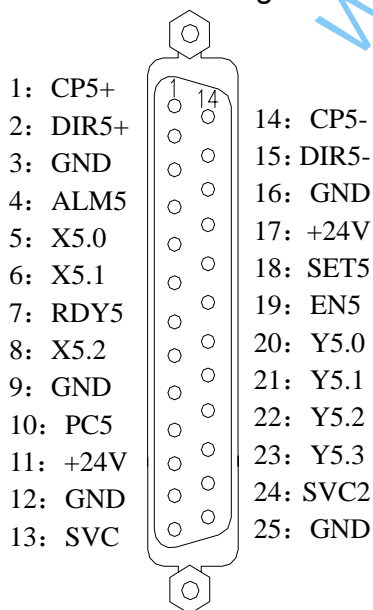 1: CP5+
2: DIR5+
3: GND
4: ALM5
5: X5.0
6: X5.1
7: RDY5
8: X5.2
9: GND
10: PC5
11: +24V
12: GND
13: SVC
1
14
14: CP5-
15: DIR5-
16: GND
17: +24V
18: SET5
19: EN5
20: Y5.0
21: Y5.1
22: Y5.2
23: Y5.3
24: SVC2
25: GND